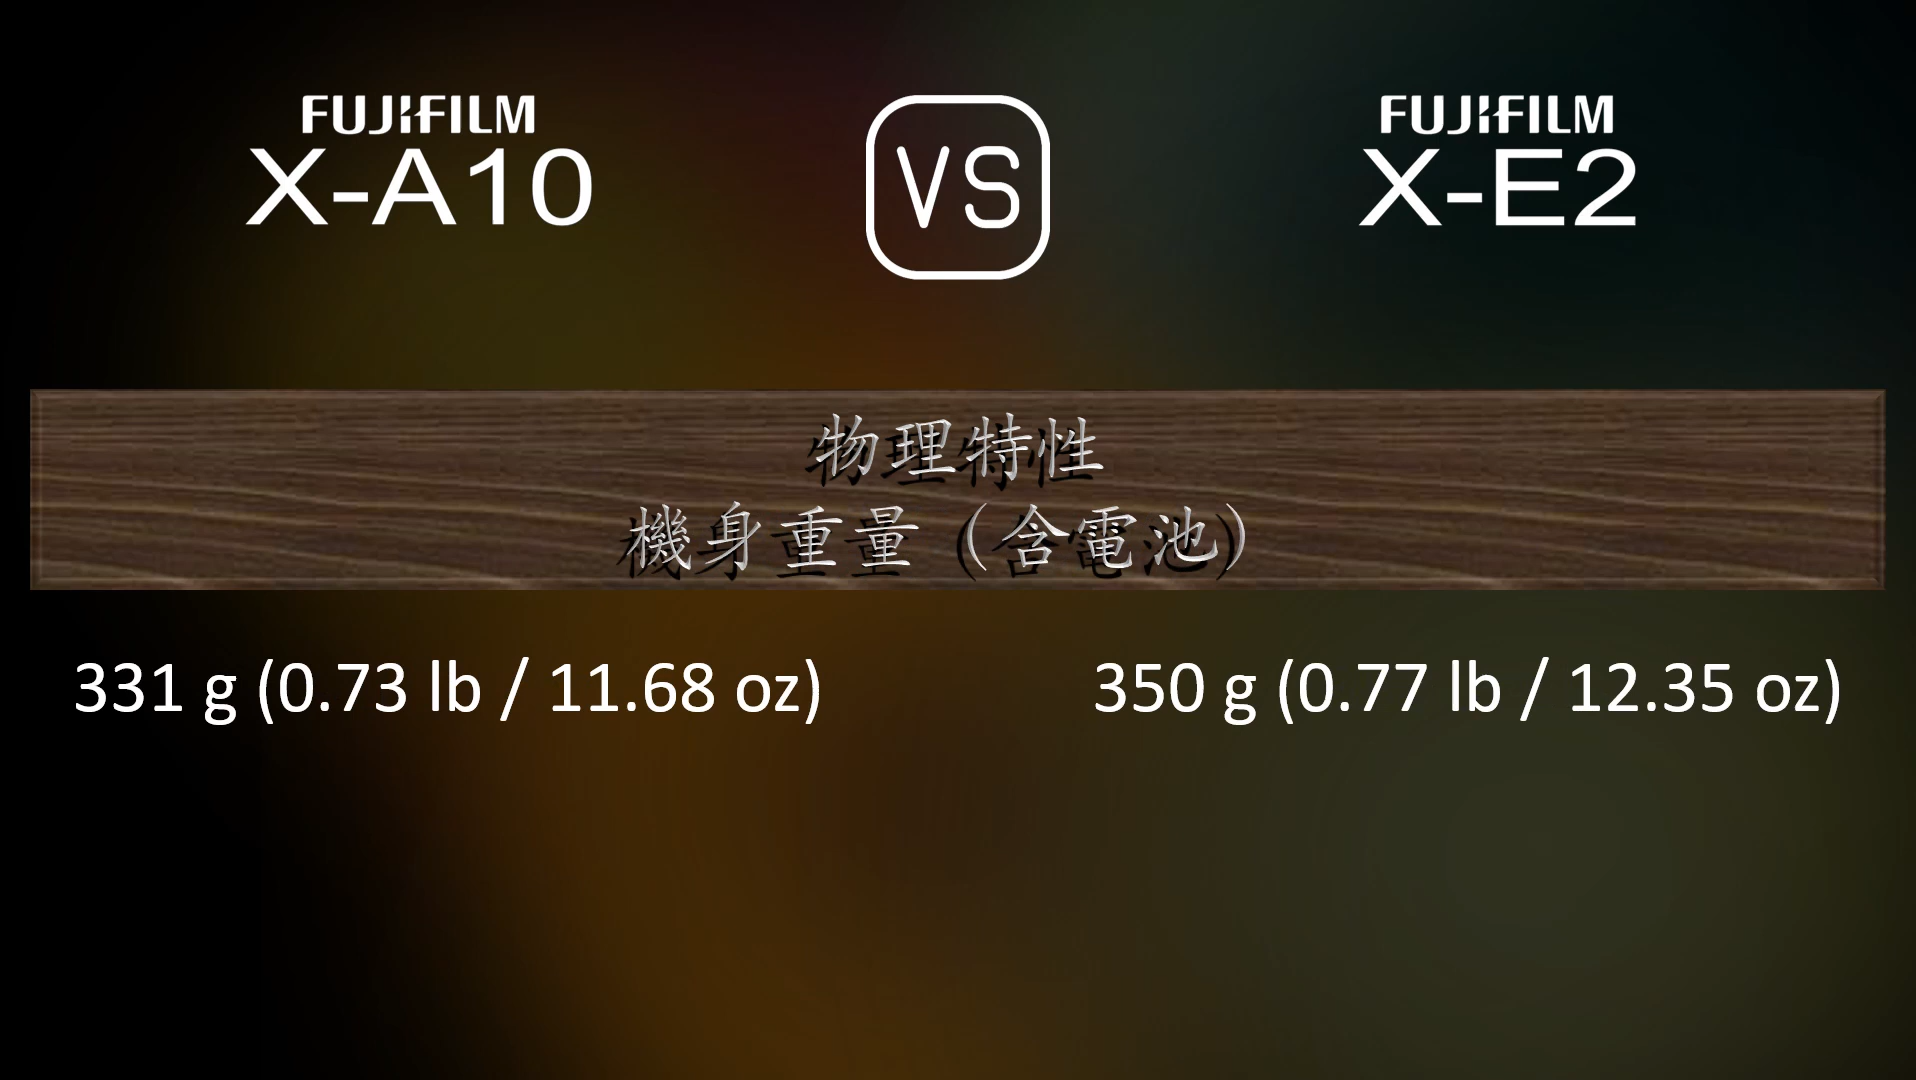 FUJIFILM
X-A10
VS
FUJIFILM
X-E2
物理特性
機身重量（含電池）
331 g (0.73 lb / 11.68 oz)
350 g (0.77 lb / 12.35 oz)